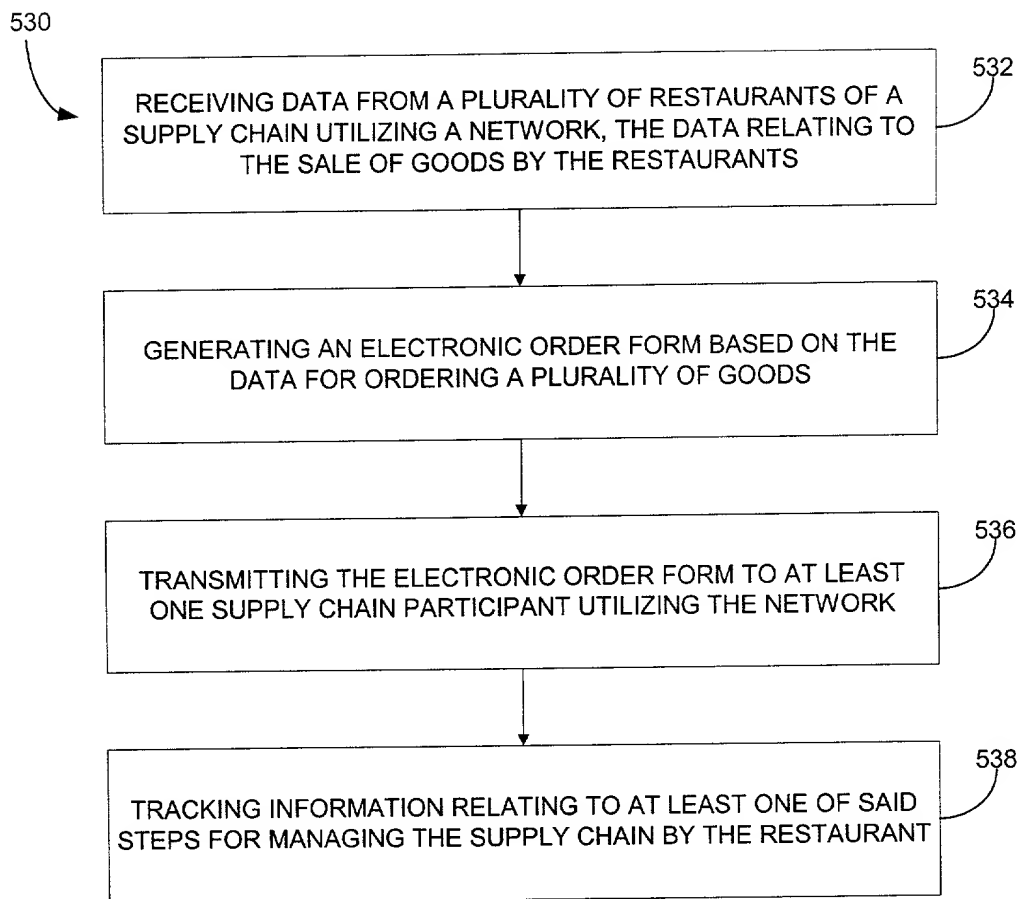 530
532
RECEIVING DATA FROM A PLURALITY OF RESTAURANTS OF A
SUPPLY CHAIN UTILIZING A NETWORK, THE DATA RELATING TO
THE SALE OF GOODS BY THE RESTAURANTS
534
GENERATING AN ELECTRONIC ORDER FORM BASED ON THE
DATA FOR ORDERING A PLURALITY OF GOODS
536
TRANSMITTING THE ELECTRONIC ORDER FORM TO AT LEAST
ONE SUPPLY CHAIN PARTICIPANT UTILIZING THE NETWORK
538
TRACKING INFORMATION RELATING TO AT LEAST ONE OF SAID
STEPS FOR MANAGING THE SUPPLY CHAIN BY THE RESTAURANT